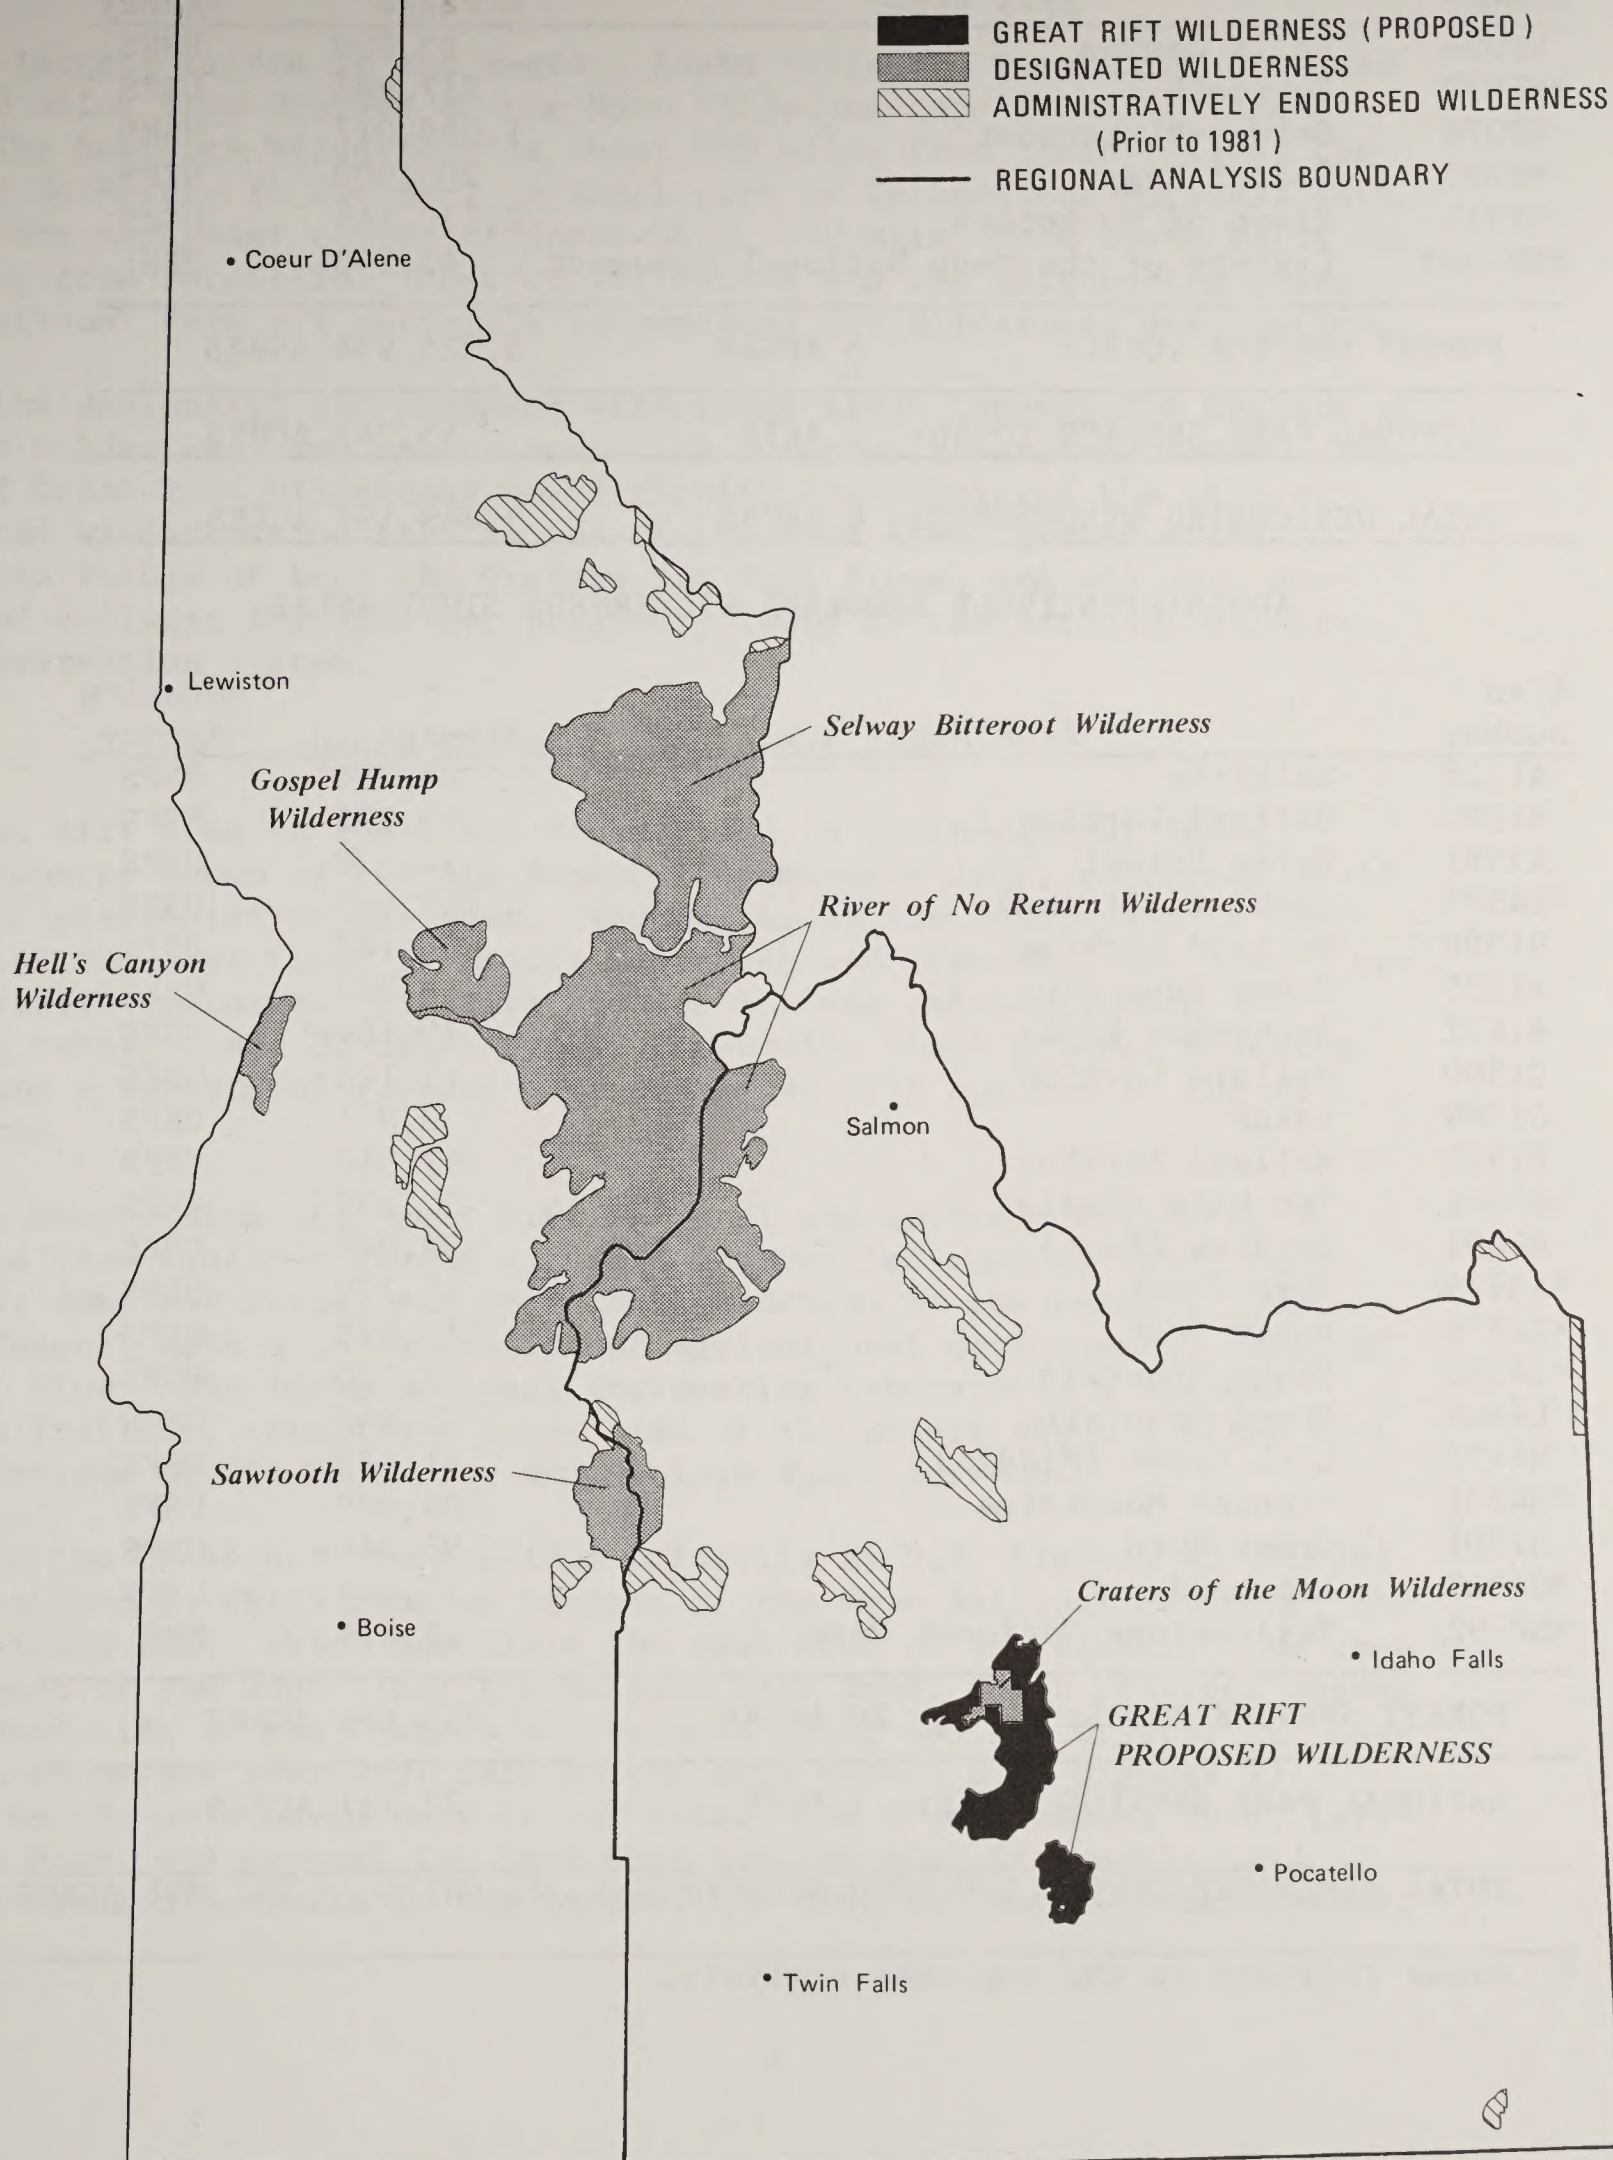 GREAT RIFT WILDERNESS ( PROPOSED )
DESIGNATED WILDERNESS
ADMINISTRATIVELY ENDORSED WILDERNESS
( Prior to 1981 )
REGIONAL ANALYSIS BOUNDARY
• Coeur D'Alene
• Lewiston
Selway Bitteroot Wilderness
Gospel Hump
Wilderness
River of No Return Wilderness
Hell's Canyon
Wilderness
Salmon
Sawtooth Wilderness
Craters of the Moon Wilderness
• Boise
• Idaho Falls
GREAT RIFT
PROPOSED WILDERNESS
• Pocatello
• Twin Falls